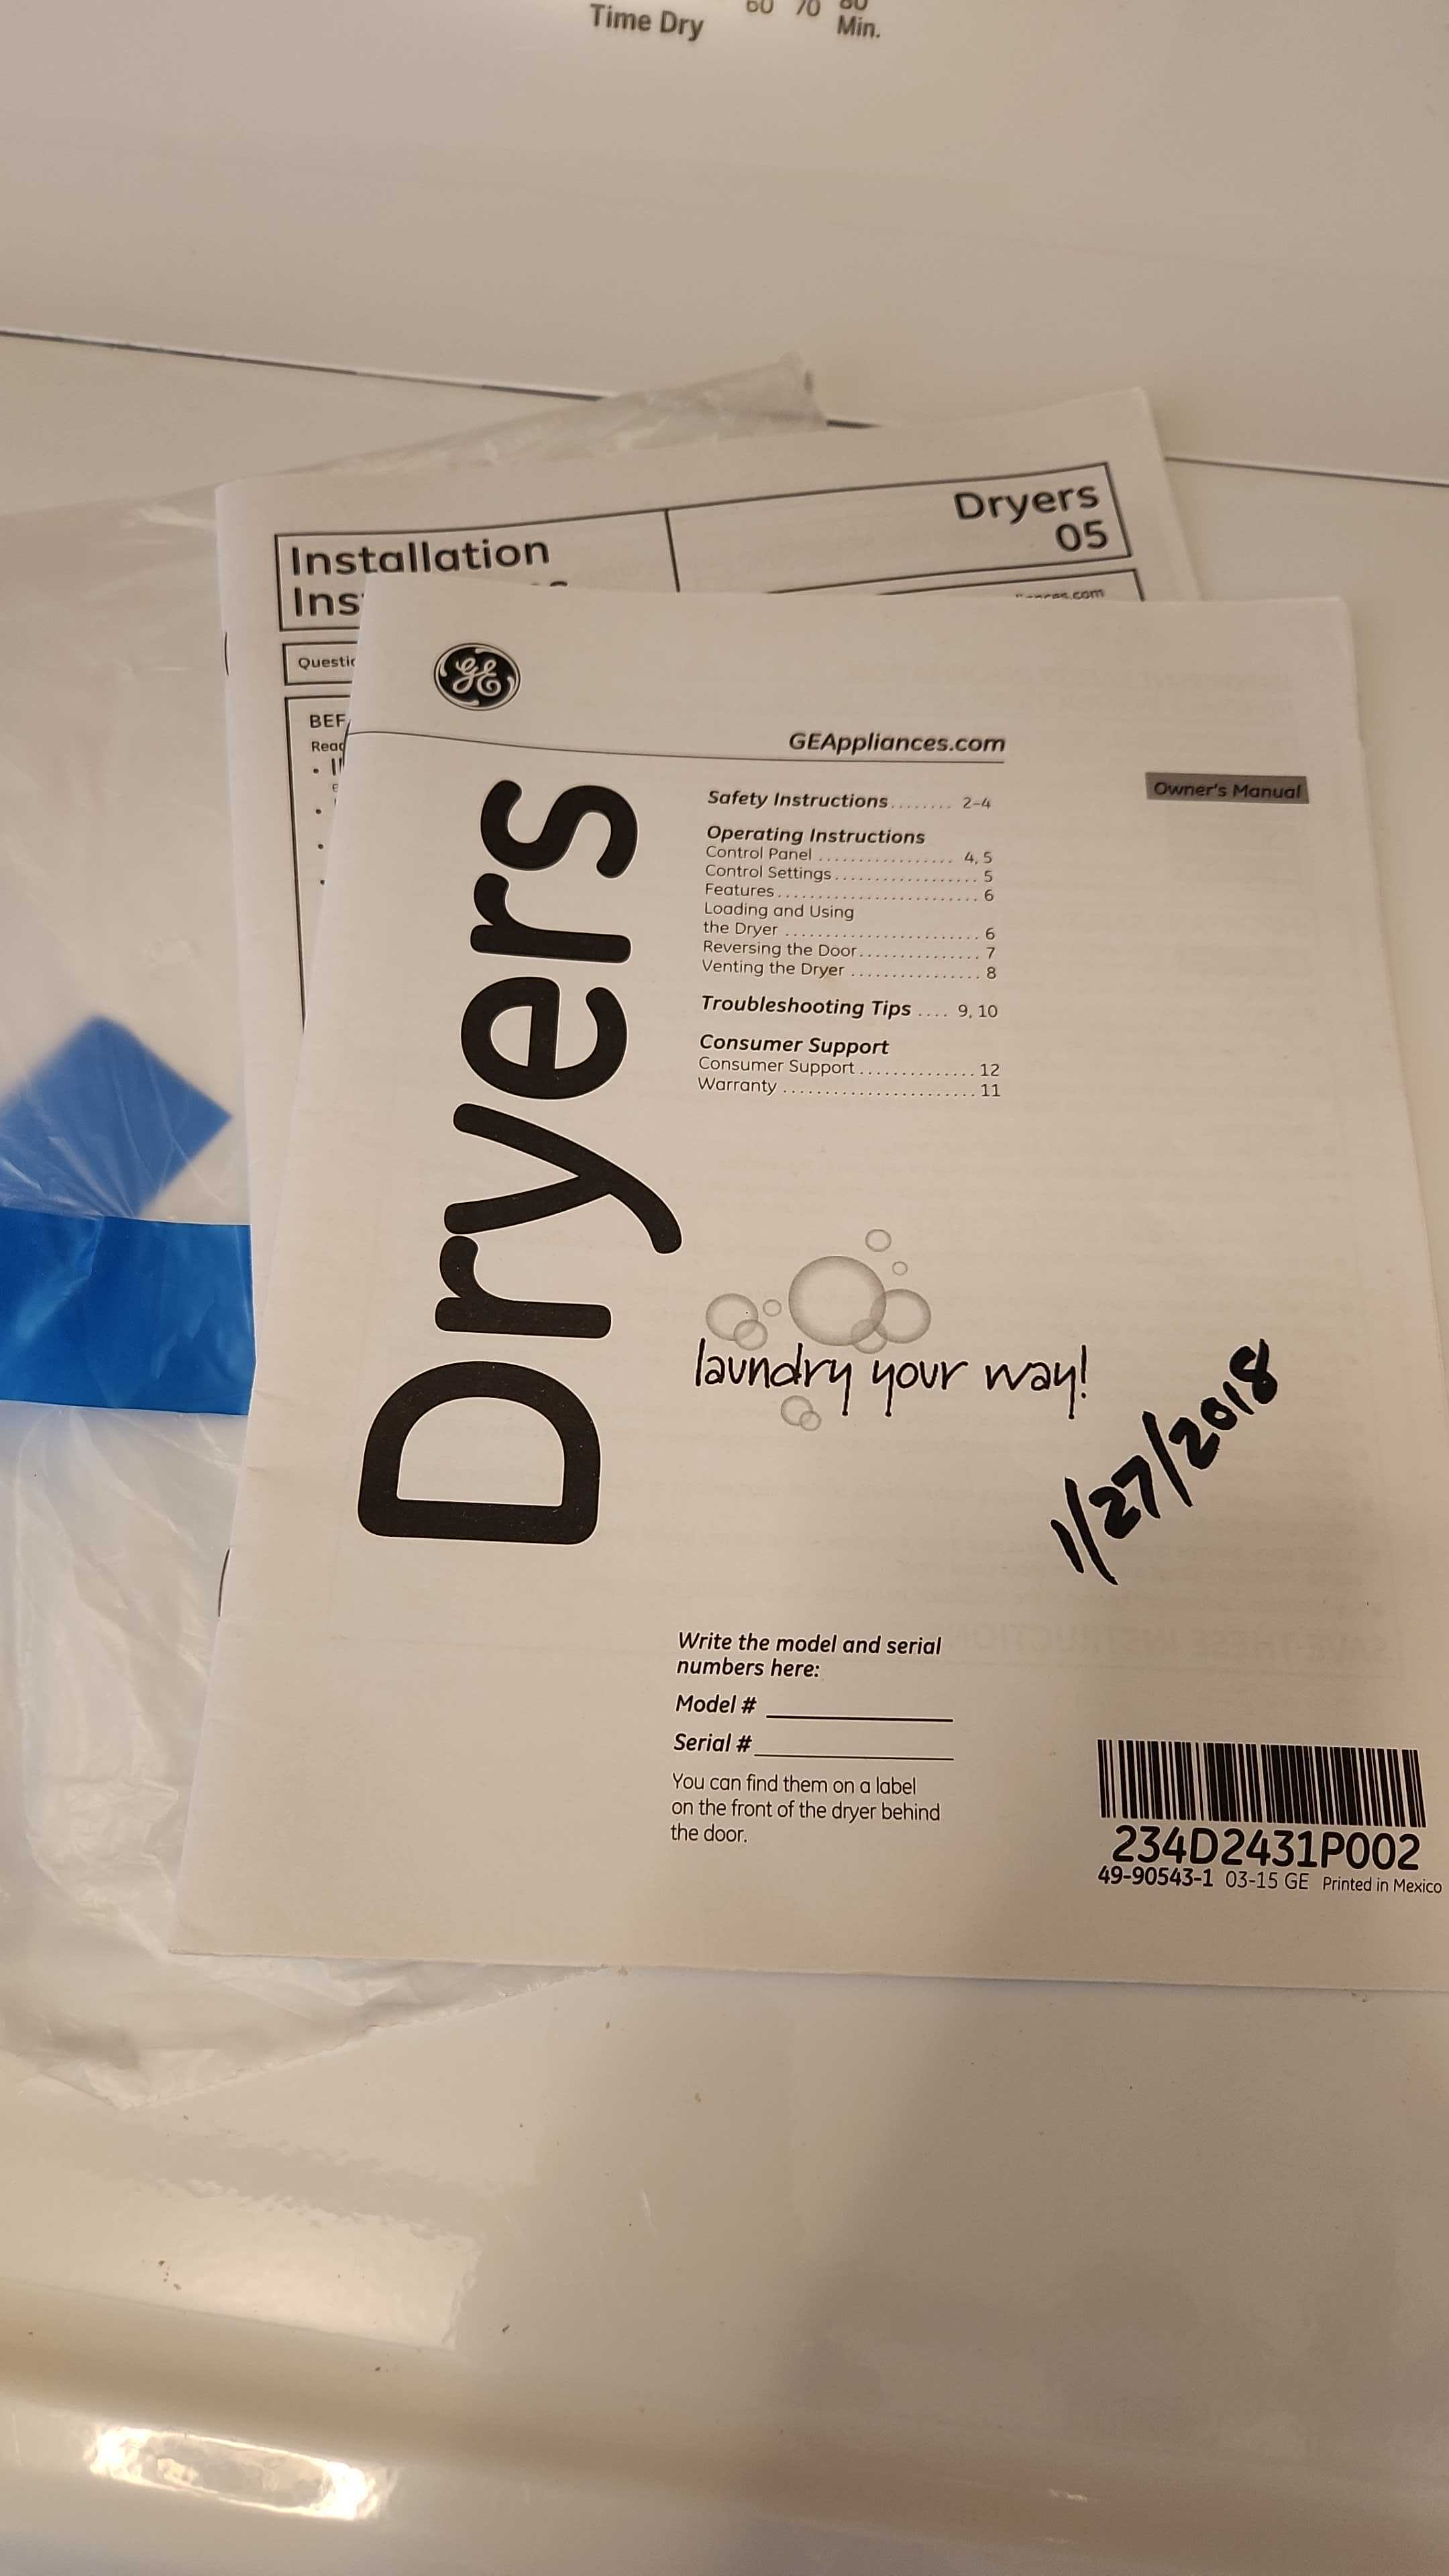 60 70 80
Time Dry Min.
Installation
Dryers
05
GE
GEAppliances.com
Owner's Manual
Dryers
Safety Instructions........ 2–4
Operating Instructions
Control Panel ................ 4, 5
Control Settings................. 5
Features........................ 6
Loading and Using
the Dryer ....................... 6
Reversing the Door.............. 7
Venting the Dryer ............... 8
Troubleshooting Tips .... 9, 10
Consumer Support
Consumer Support .............. 12
Warranty ....................... 11
laundry your way!
1/27/2018
Write the model and serial
numbers here:
Model #
Serial #
You can find them on a label
on the front of the dryer behind
the door.
234D2431P002
49-90543-1 03-15 GE Printed in Mexico